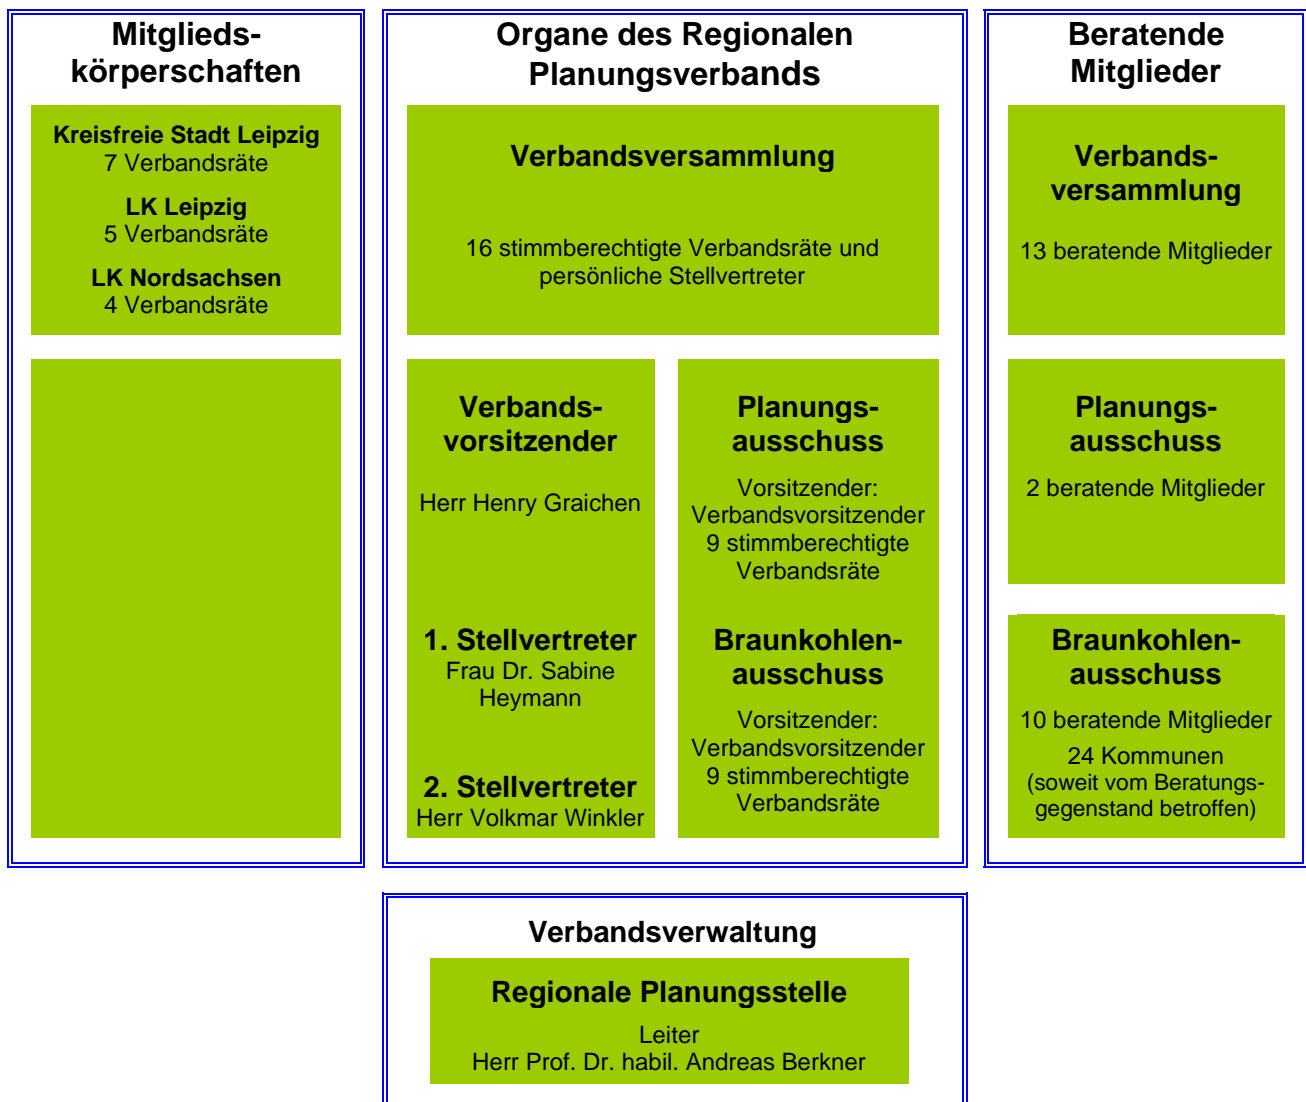 Mitglieds-
körperschaften
Kreisfreie Stadt Leipzig
7 Verbandsräte
LK Leipzig
5 Verbandsräte
LK Nordsachsen
4 Verbandsräte
Organe des Regionalen
Planungsverbands
Verbandsversammlung
16 stimmberechtigte Verbandsräte und
persönliche Stellvertreter
Verbands-
vorsitzender
Herr Henry Graichen
1. Stellvertreter
Frau Dr. Sabine
Heymann
2. Stellvertreter
Herr Volkmar Winkler
Planungs-
ausschuss
Vorsitzender:
Verbandsvorsitzender
9 stimmberechtigte
Verbandsräte
Braunkohlen-
ausschuss
Vorsitzender:
Verbandsvorsitzender
9 stimmberechtigte
Verbandsräte
Beratende
Mitglieder
Verbands-
versammlung
13 beratende Mitglieder
Planungs-
ausschuss
2 beratende Mitglieder
Braunkohlen-
ausschuss
10 beratende Mitglieder
24 Kommunen
(soweit vom Beratungs-
gegenstand betroffen)
Verbandsverwaltung
Regionale Planungsstelle
Leiter
Herr Prof. Dr. habil. Andreas Berkner